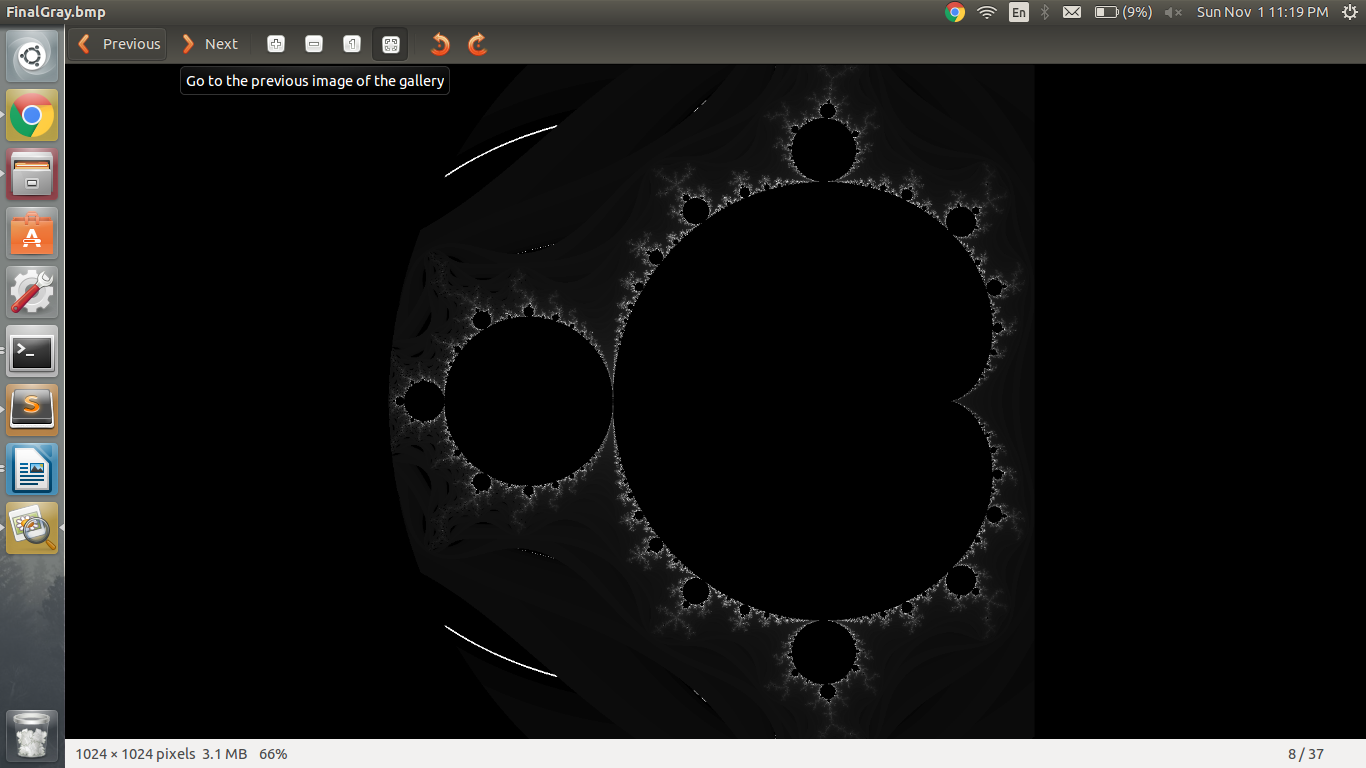 FinalGray.bmp
En
(9%)
Sun Nov 1 11:19 PM
Previous
Next
1
Go to the previous image of the gallery
A
>_
S
1024 × 1024 pixels 3.1 MB 66%
8 / 37